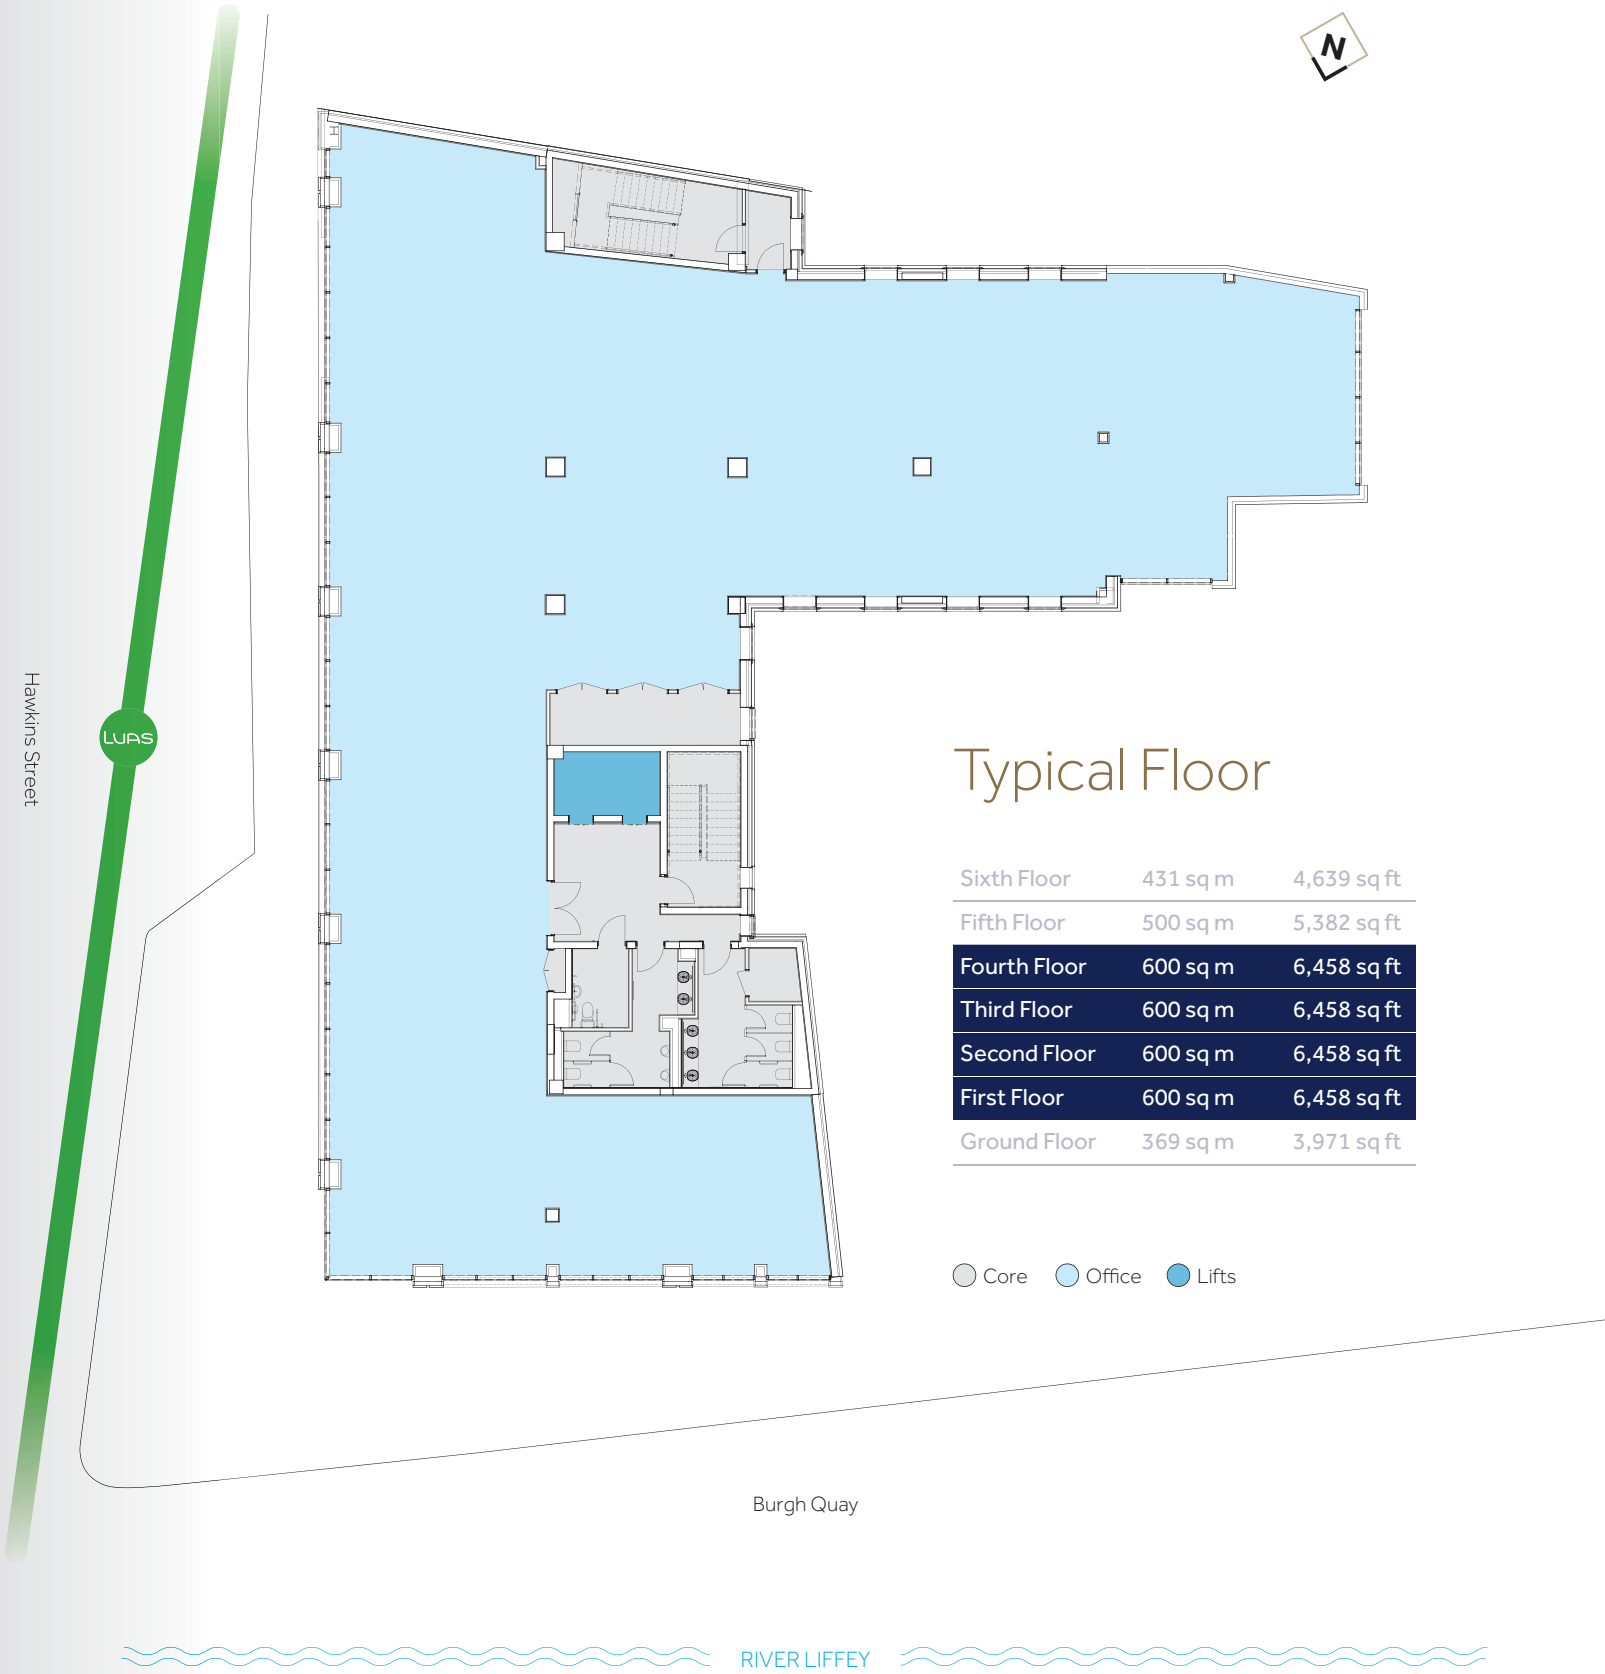 N
Hawkins Street
LUAS
Typical Floor
Sixth Floor 431 sq m 4,639 sq ft
Fifth Floor 500 sq m 5,382 sq ft
Fourth Floor 600 sq m 6,458 sq ft
Third Floor 600 sq m 6,458 sq ft
Second Floor 600 sq m 6,458 sq ft
First Floor 600 sq m 6,458 sq ft
Ground Floor 369 sq m 3,971 sq ft
Core Office Lifts
Burgh Quay
RIVER LIFFEY